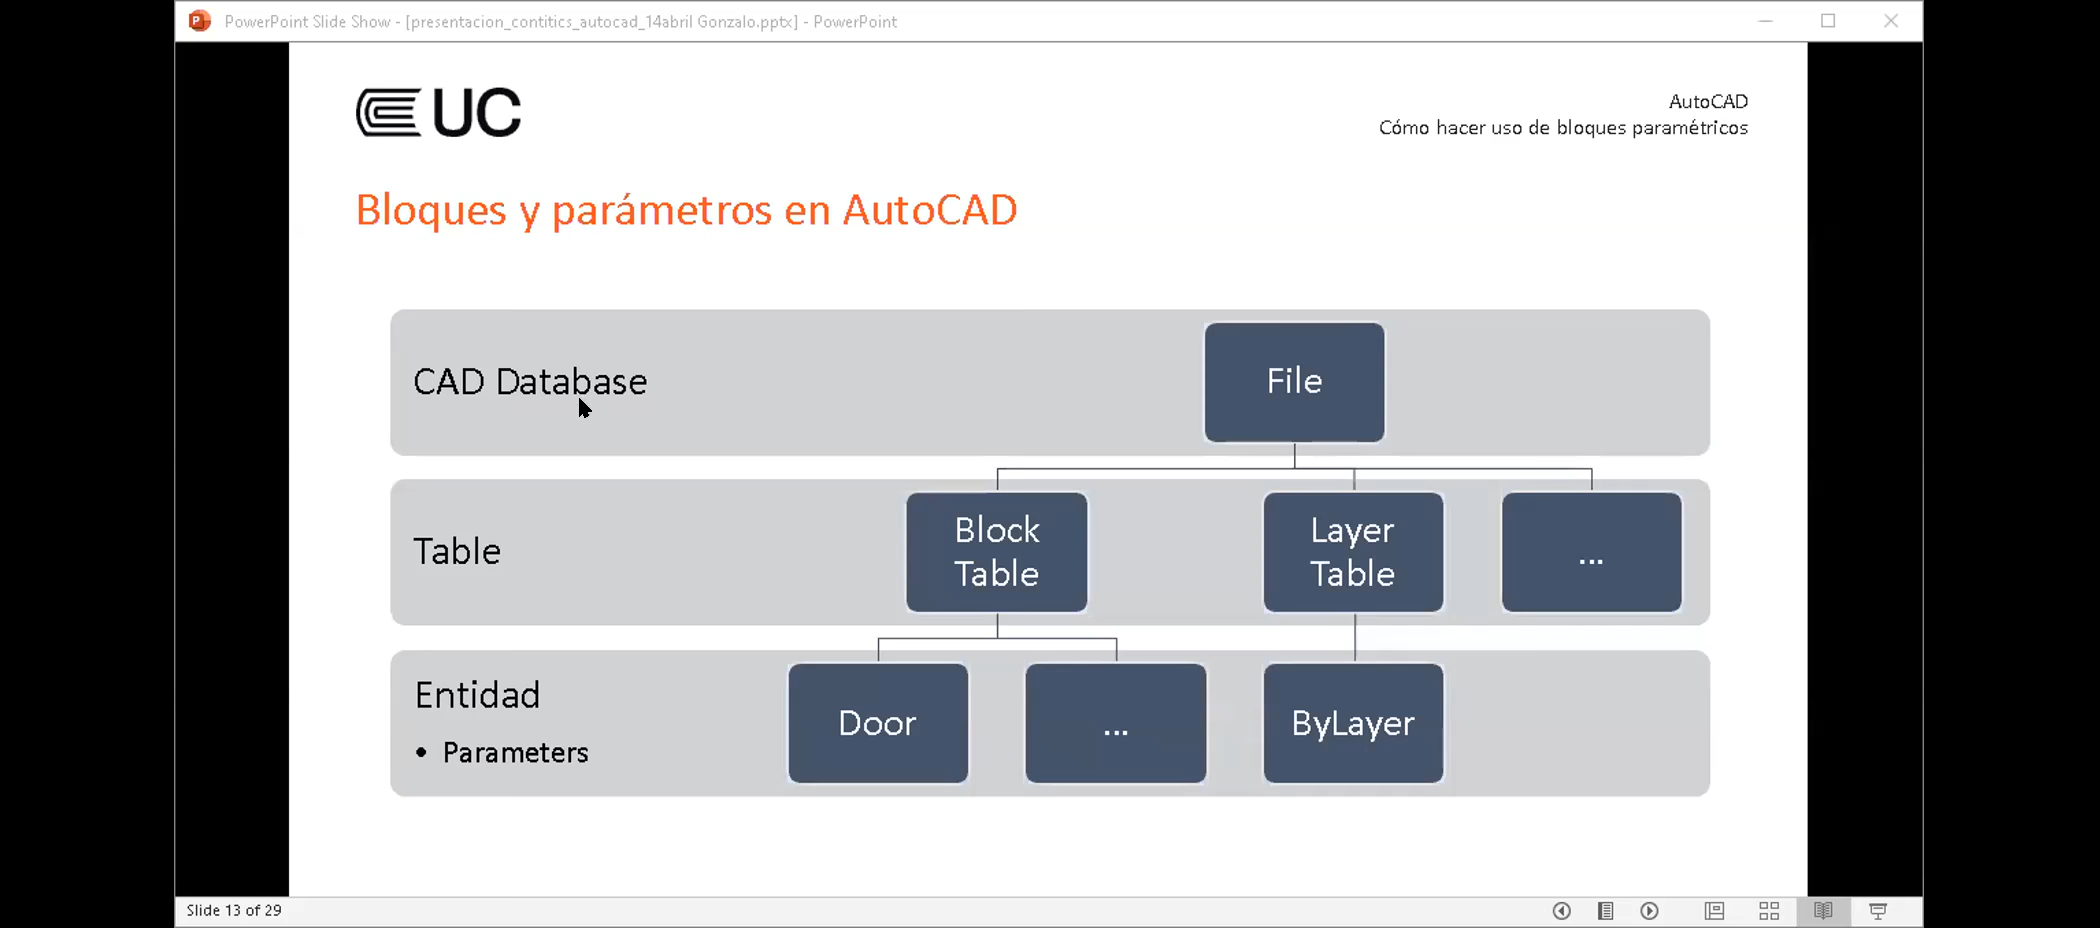 PowerPoint Slide Show - [presentacion_contitics_autocad_14abril Gonzalo.pptx] - PowerPoint
UC
AutoCAD
Cómo hacer uso de bloques paramétricos
Bloques y parámetros en AutoCAD
CAD Database
File
Table
Block
Table
Layer
Table
...
Entidad
• Parameters
Door
...
ByLayer
Slide 13 of 29